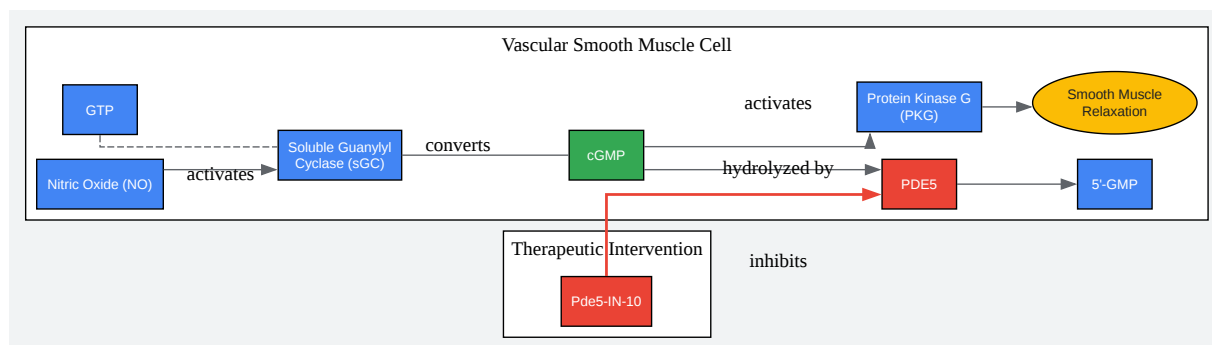 Vascular Smooth Muscle Cell
GTP
Nitric Oxide (NO)
activates
Soluble Guanylyl
Cyclase (sGC)
converts
cGMP
activates
Protein Kinase G
(PKG)
Smooth Muscle
Relaxation
hydrolyzed by
PDE5
5'-GMP
Therapeutic Intervention
inhibits
Pde5-IN-10